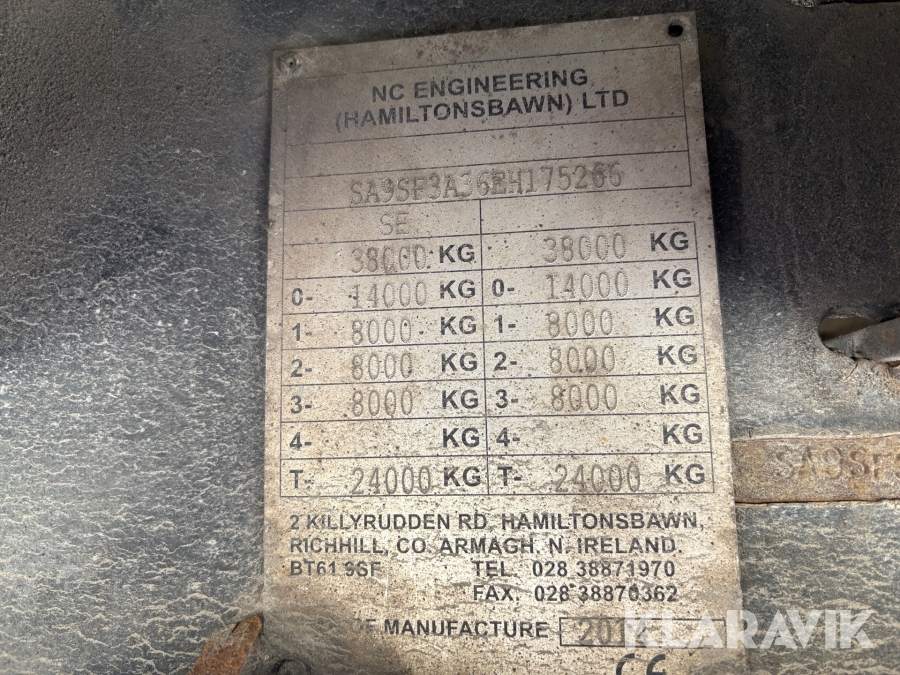 NC ENGINEERING
(HAMILTONSBAWN) LTD
SA9SF3A36EH175266
SE
38000 KG 38000 KG
0- 14000 KG 0- 14000 KG
1- 8000 KG 1- 8000 KG
2- 8000 KG 2- 8000 KG
3- 8000 KG 3- 8000 KG
4- KG 4- KG
T- 24000 KG T- 24000 KG
SA9SF
2 KILLYRUDDEN RD, HAMILTONSBAWN,
RICHHILL, CO. ARMAGH. N. IRELAND.
BT61 9SF TEL. 028 38871970
FAX. 028 38870362
MANUFACTURE
KLARAVIK
CE